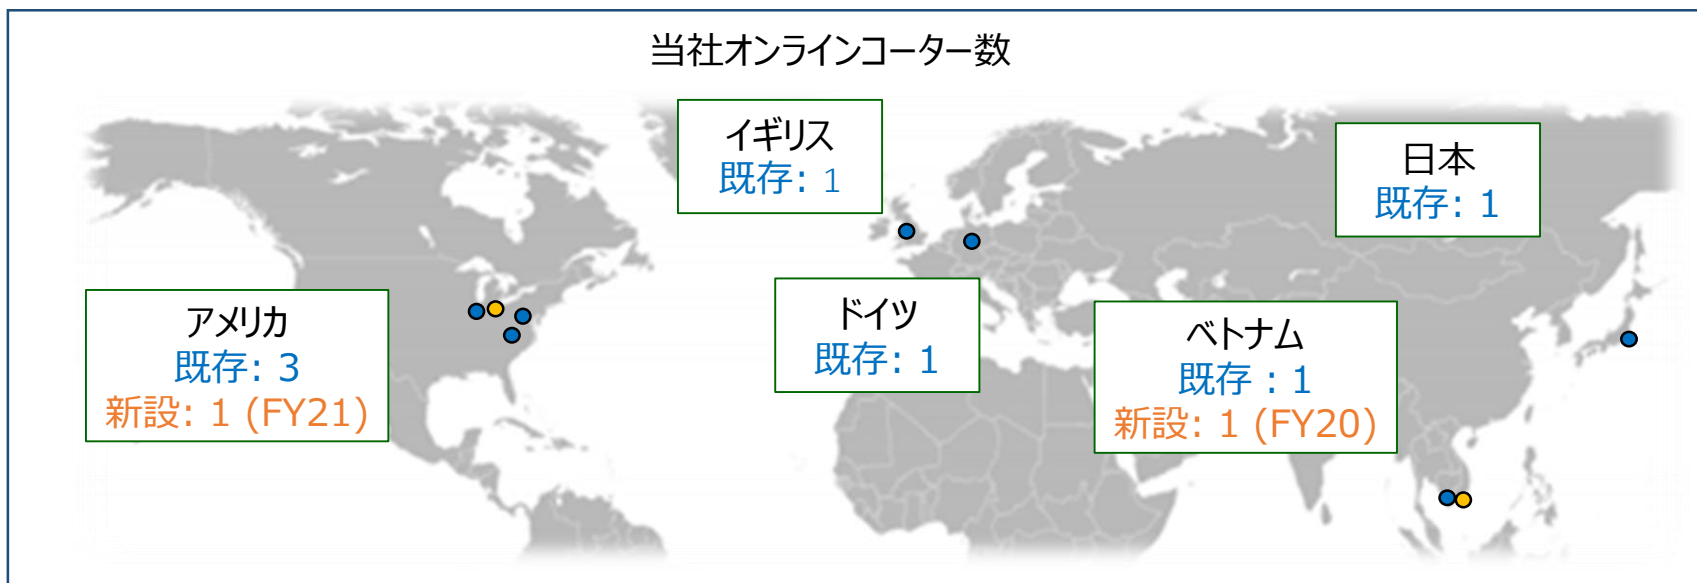 当社オンラインコーター数
イギリス
既存: 1
日本
既存: 1
アメリカ
既存: 3
新設: 1 (FY21)
ドイツ
既存: 1
ベトナム
既存 : 1
新設: 1 (FY20)